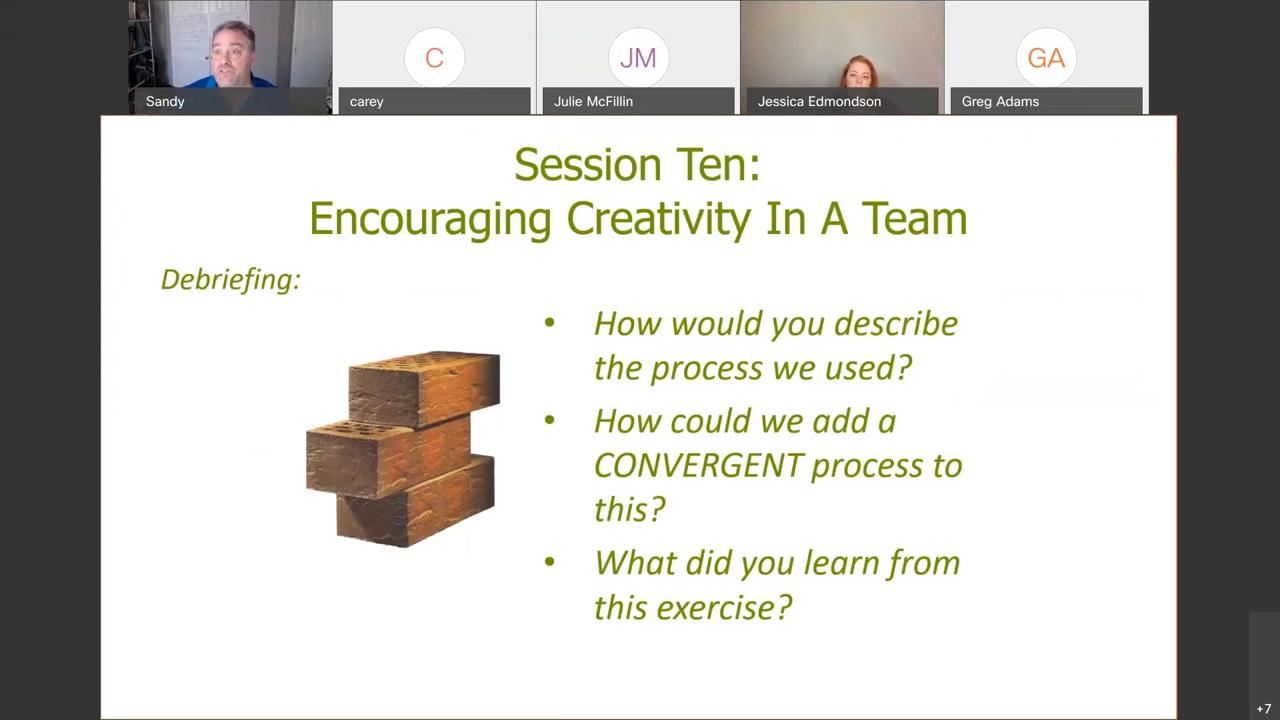 C
JM
GA
Sandy
carey
Julie McFillin
Jessica Edmondson
Greg Adams
Session Ten:
Encouraging Creativity In A Team
Debriefing:
• How would you describe
the process we used?
• How could we add a
CONVERGENT process to
this?
• What did you learn from
this exercise?
+7